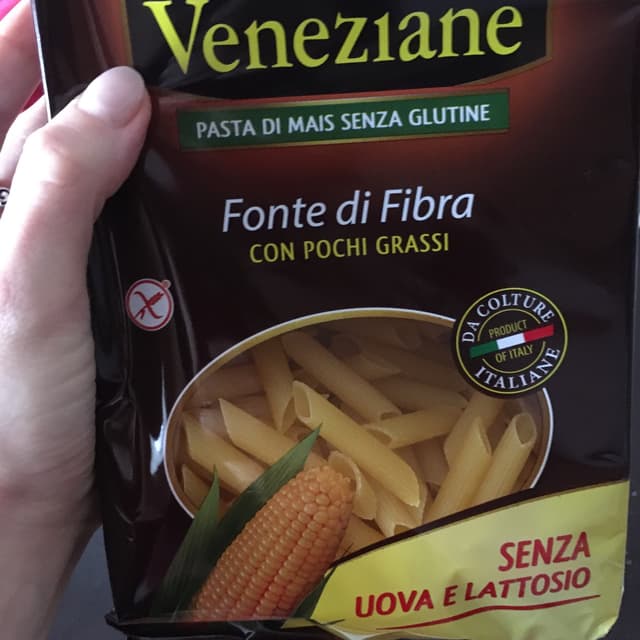 Veneziane
PASTA DI MAIS SENZA GLUTINE
Fonte di Fibra
CON POCHI GRASSI
DA COLTURE
PRODUCT
OF ITALY
ITALIANE
SENZA
UOVA E LATTOSIO